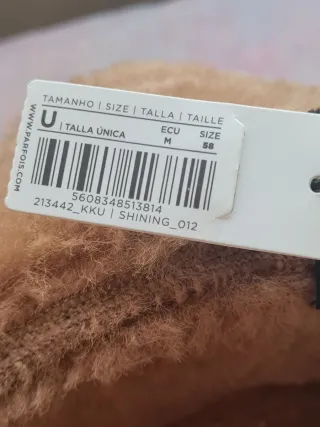 TAMANHO | SIZE | TALLA | TAILLE
U | TALLA ÚNICA ECU M SIZE 58
WWW.PARFOIS.COM
5608348513814
213442_KKU | SHINING_012